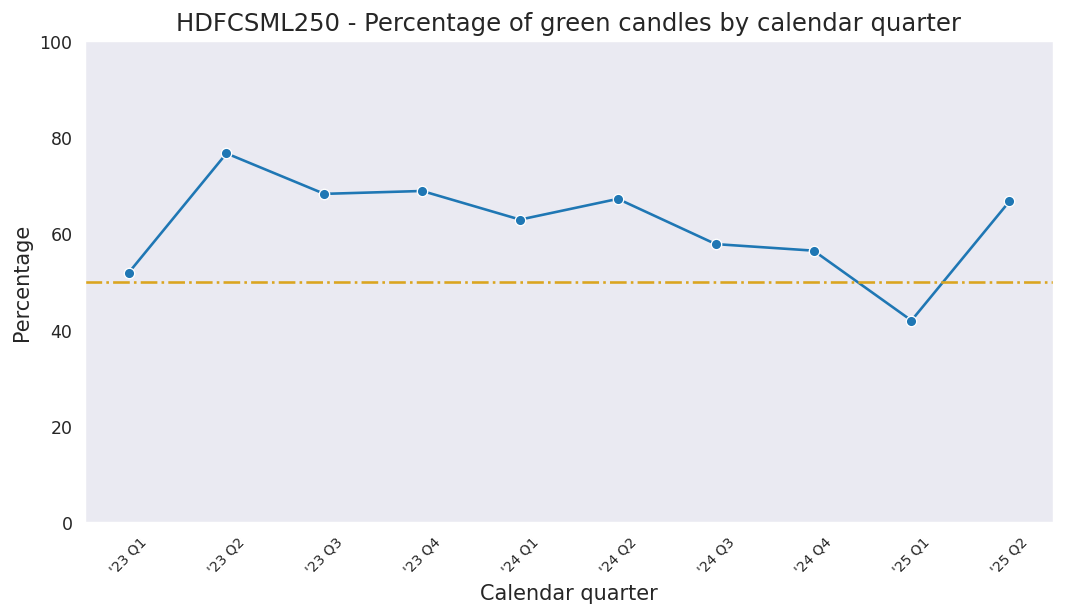 HDFCSML250 - Percentage of green candles by calendar quarter
100
80
60
40
20
0
Percentage
'23 Q1
'23 Q2
'23 Q3
'23 Q4
'24 Q1
'24 Q2
'24 Q3
'24 Q4
'25 Q1
'25 Q2
Calendar quarter